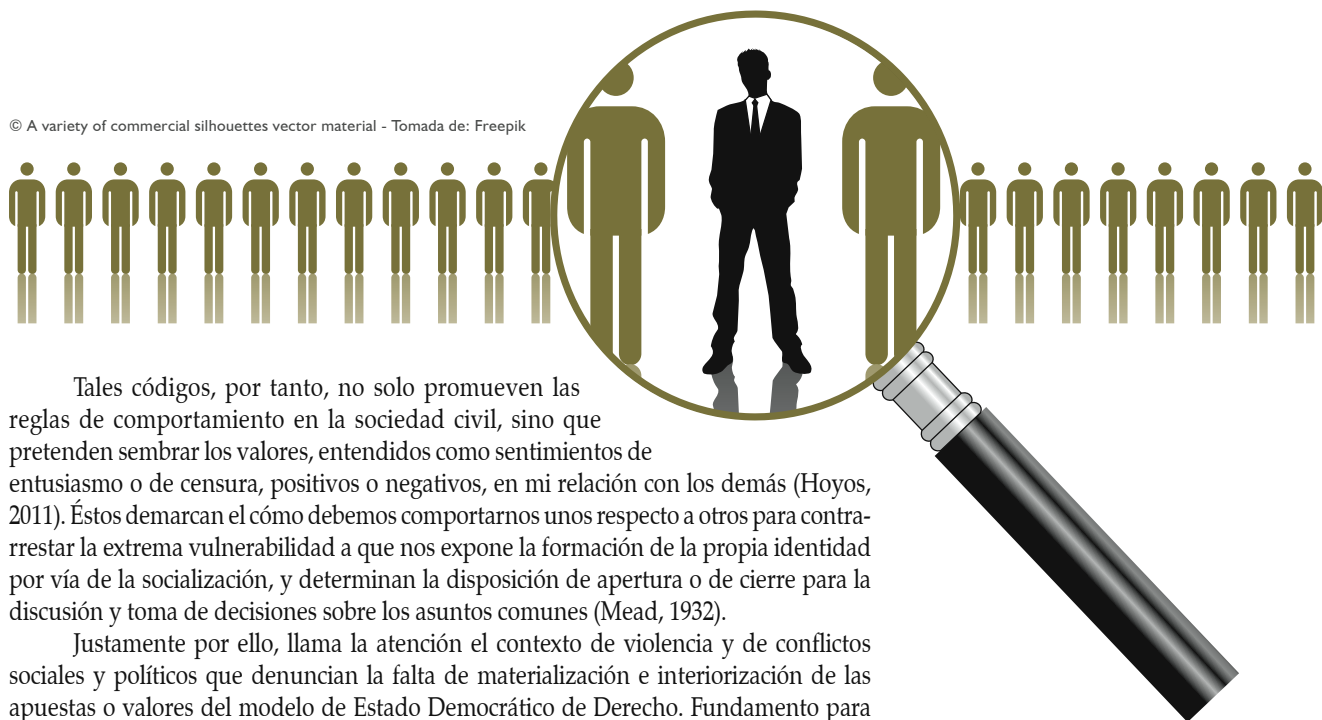 © A variety of commercial silhouettes vector material - Tomada de: Freepik
Tales códigos, por tanto, no solo promueven las
reglas de comportamiento en la sociedad civil, sino que
pretenden sembrar los valores, entendidos como sentimientos de
entusiasmo o de censura, positivos o negativos, en mi relación con los demás (Hoyos,
2011). Éstos demarcan el cómo debemos comportarnos unos respecto a otros para contra-
rrestar la extrema vulnerabilidad a que nos expone la formación de la propia identidad
por vía de la socialización, y determinan la disposición de apertura o de cierre para la
discusión y toma de decisiones sobre los asuntos comunes (Mead, 1932).
Justamente por ello, llama la atención el contexto de violencia y de conflictos
sociales y políticos que denuncian la falta de materialización e interiorización de las
apuestas o valores del modelo de Estado Democrático de Derecho. Fundamento para